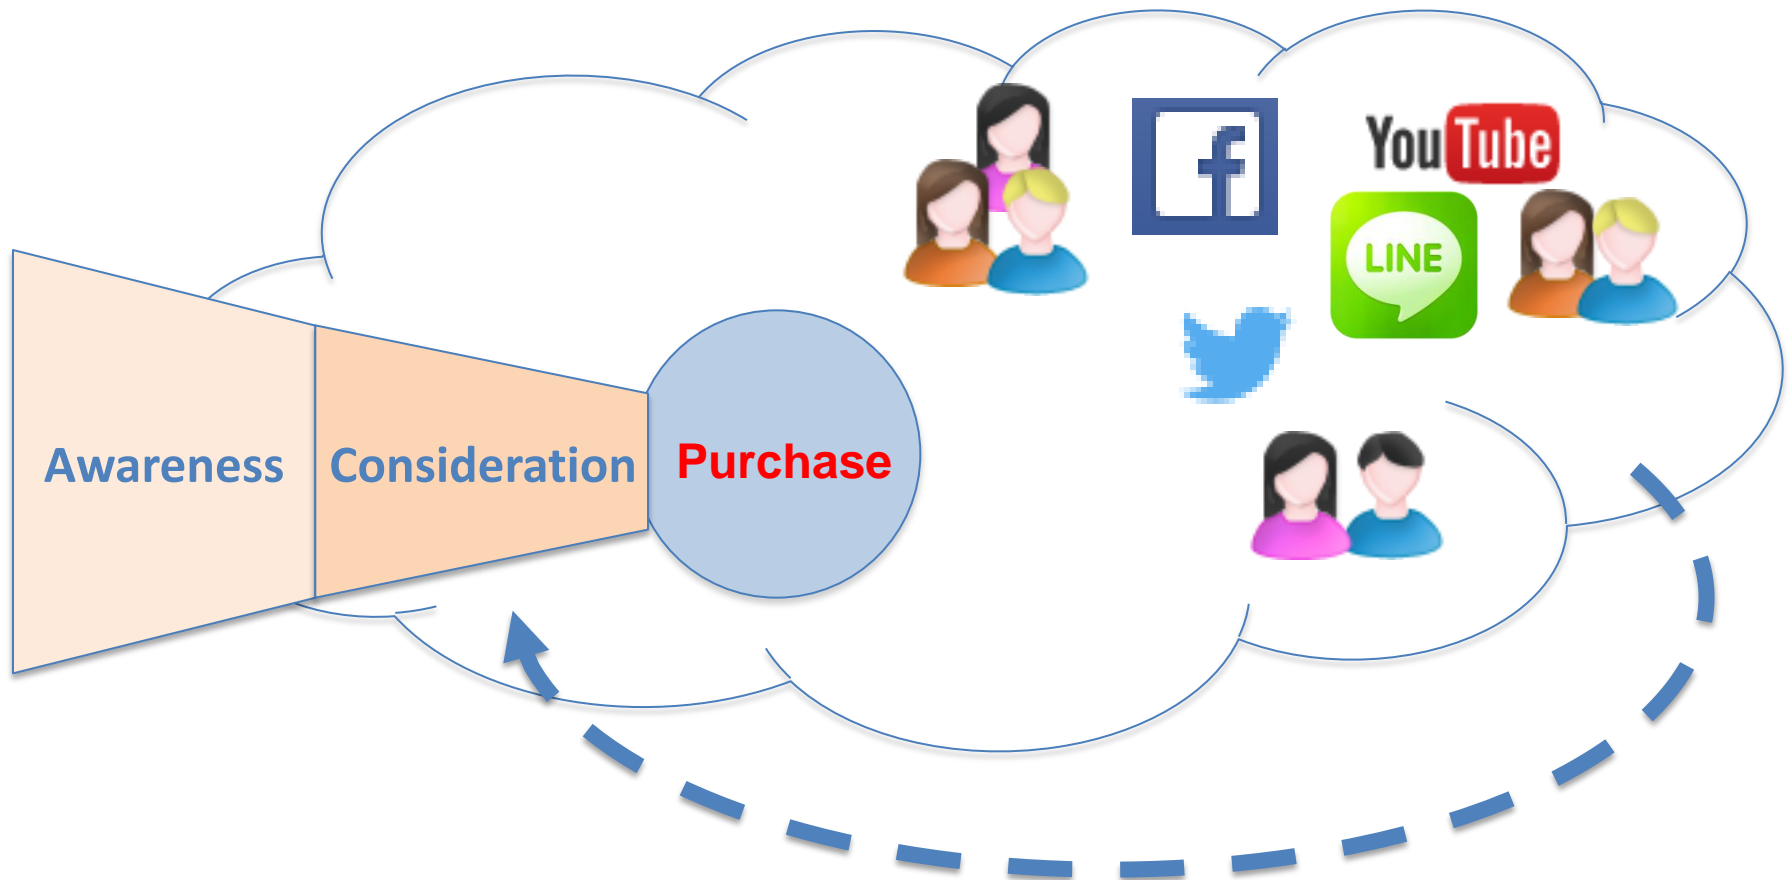 YouTube
LINE
Awareness
Consideration
Purchase